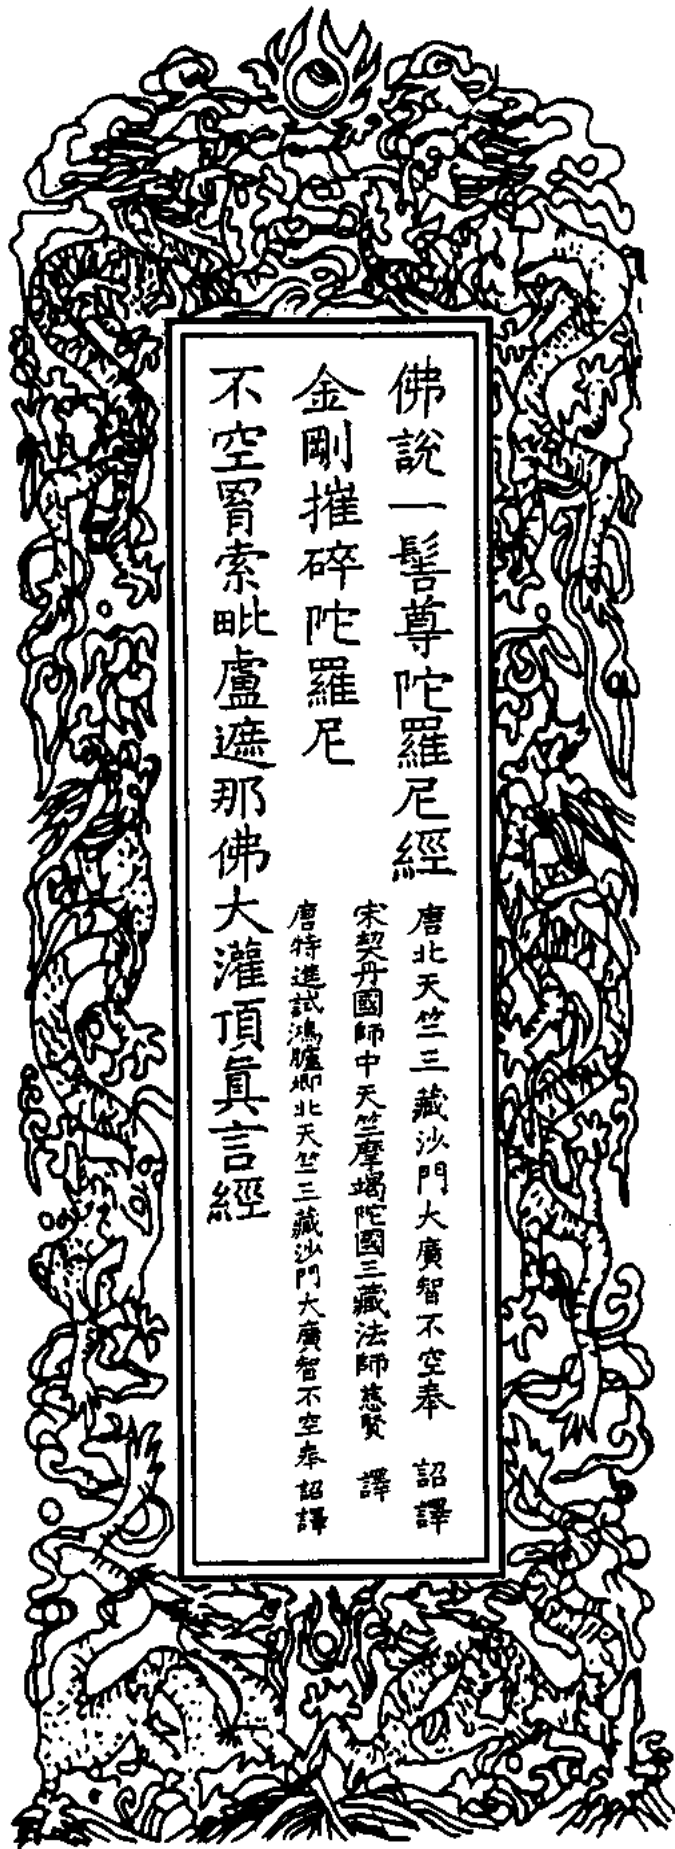 佛說一髻尊陀羅尼經
唐北天竺三藏沙門大廣智不空奉 詔譯
金剛摧碎陀羅尼
宋契丹國師中天竺摩竭陀國三藏法師慈賢 譯
不空罥索毗盧遮那佛大灌頂真言經
唐特進試鴻臚卿北天竺三藏沙門大廣智不空奉 詔譯